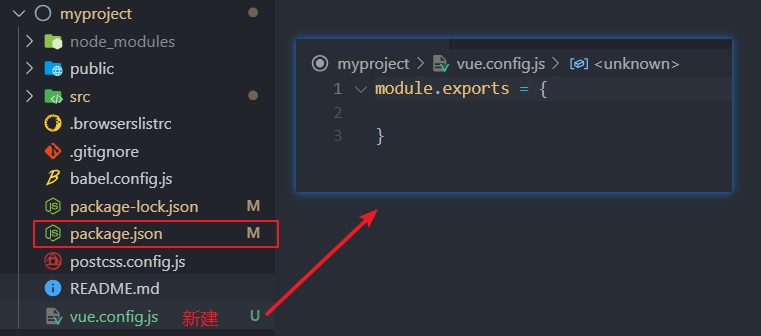 myproject
node_modules
public
src
.browserslistrc
.gitignore
babel.config.js
package-lock.json M
package.json M
postcss.config.js
README.md
vue.config.js 新建 U
myproject > vue.config.js > <unknown>
1 module.exports = {
2
3 }